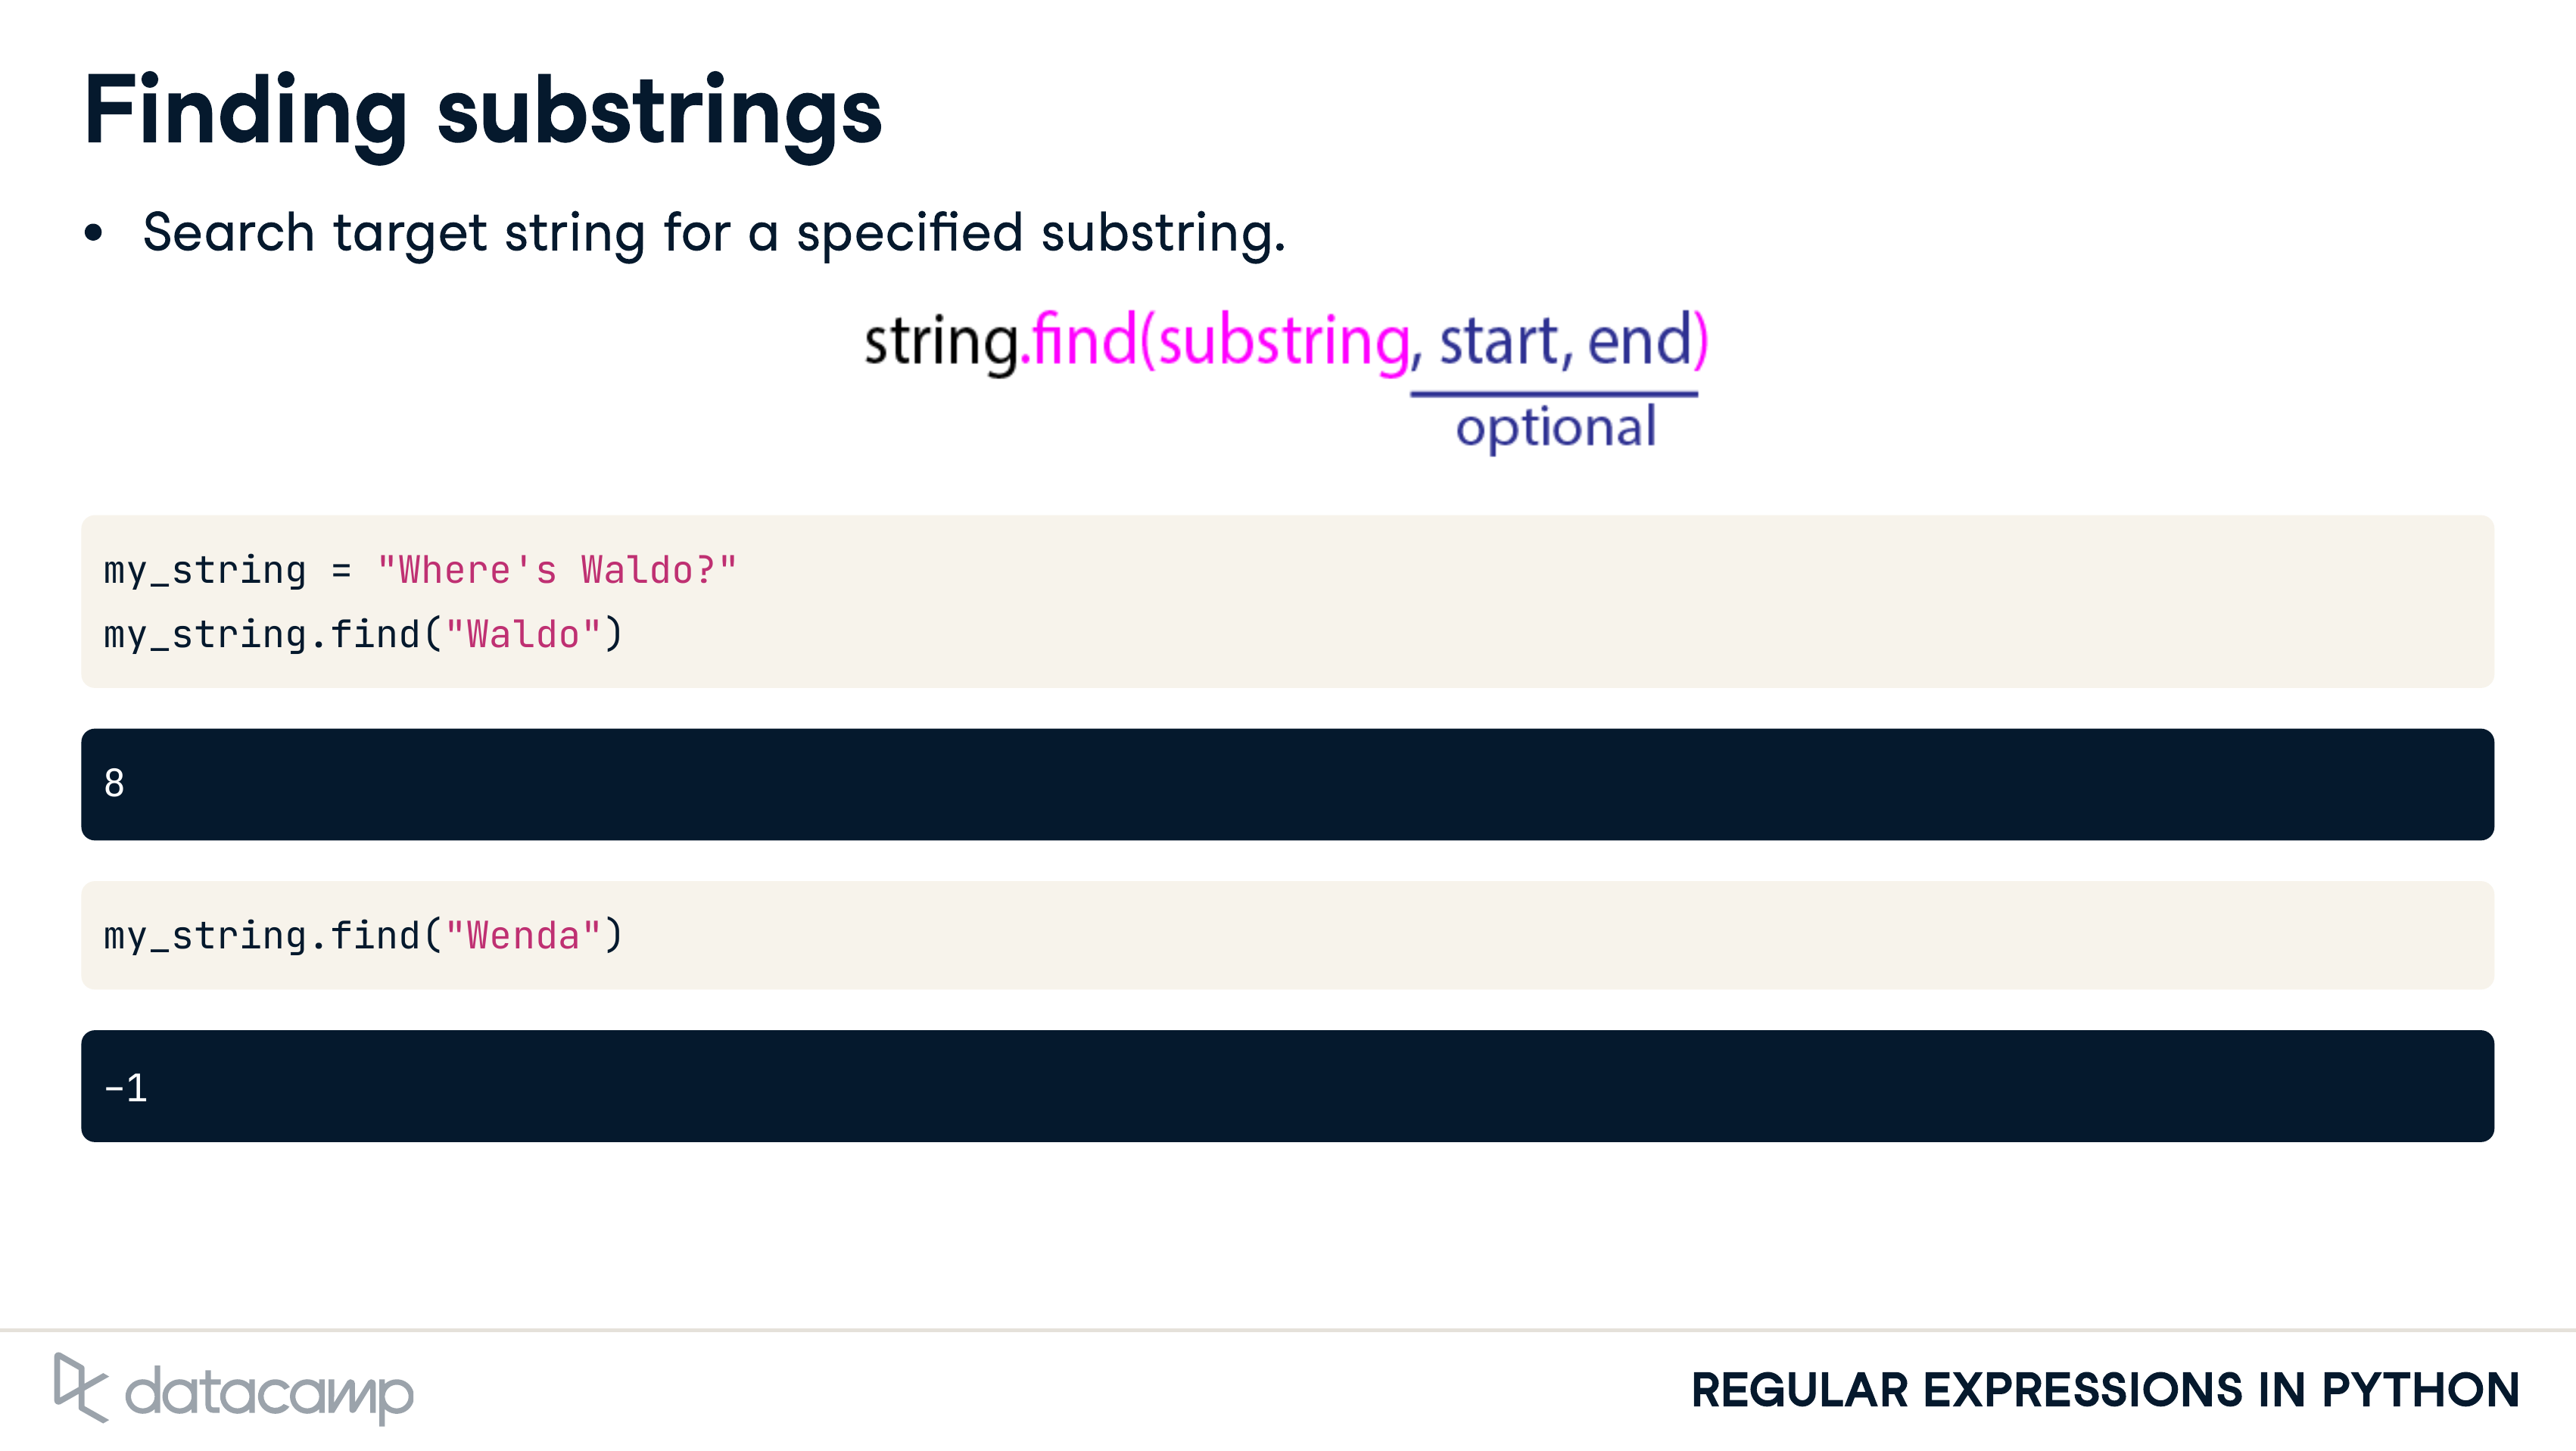 Finding substrings
• Search target string for a specified substring.
string.find(substring, start, end)
optional
my_string = "Where's Waldo?"
my_string.find("Waldo")
8
my_string.find("Wenda")
-1
datacamp
REGULAR EXPRESSIONS IN PYTHON